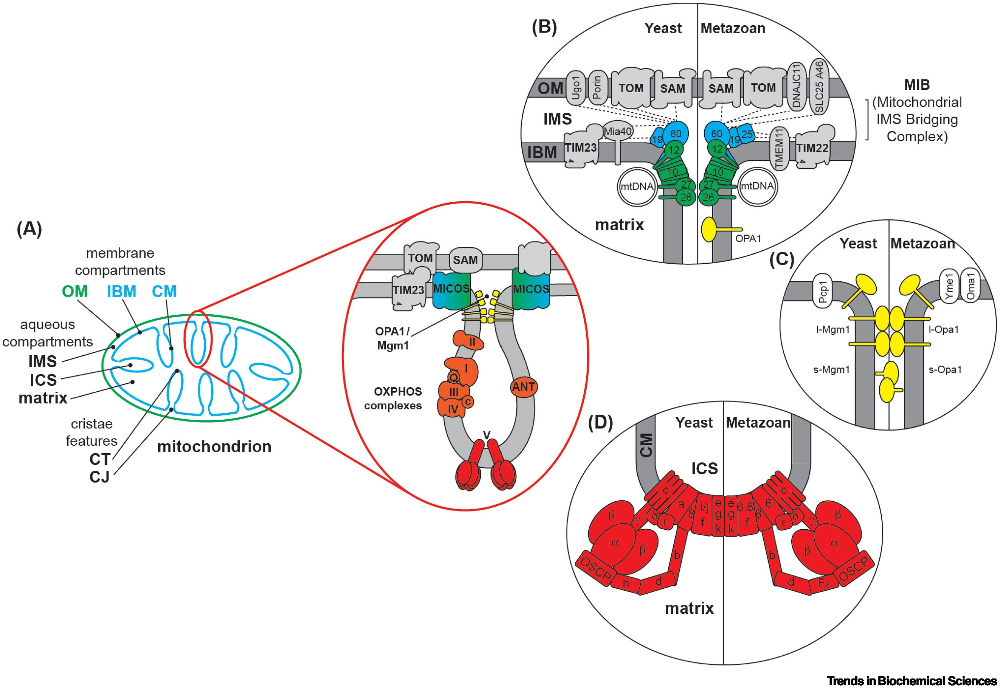 (A)
membrane
compartments
OM IBM CM
aqueous
compartments
IMS
ICS
matrix
cristae
features
CT
CJ
mitochondrion
TOM
SAM
TIM23
MICOS
MICOS
OPA1/
Mgm1
II
I
Q
III
c
IV
OXPHOS
complexes
ANT
V
(B)
Yeast
Metazoan
OM
Ugo1
Porin
TOM
SAM
SAM
TOM
DNAJC11
SLC25 A46
IMS
MIB
(Mitochondrial
IMS Bridging
Complex)
Mia40
19
60
60
19
25
IBM
TIM23
12
12
TMEM11
TIM22
10
10
mtDNA
27
27
mtDNA
26
26
matrix
OPA1
(C)
Yeast
Metazoan
Pcp1
Yme1
Oma1
l-Mgm1
l-Opa1
s-Mgm1
s-Opa1
(D)
Yeast
Metazoan
CM
ICS
c
c
a
8
i/j
f
e
g
k
e
g
k
6.8
f
8
6
β
γ
δ
ε
ε
δ
γ
β
α
β
β
α
b
b
OSCP
h
d
d
F6
OSCP
matrix
Trends in Biochemical Sciences